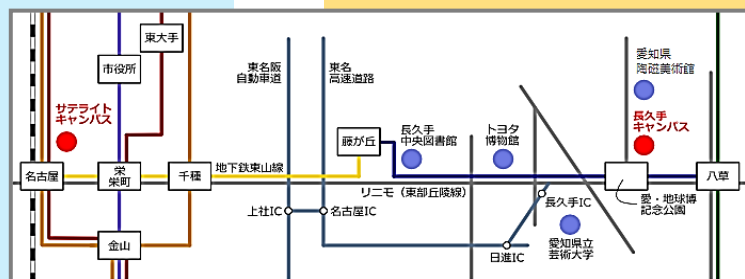 東大手
市役所
サテライト
キャンパス
名古屋
栄
栄町
千種
金山
地下鉄東山線
東名阪
自動車道
東名
高速道路
上社IC
名古屋IC
藤が丘
長久手
中央図書館
トヨタ
博物館
リニモ（東部丘陵線）
日進IC
長久手IC
愛知県立
芸術大学
愛知県
陶磁美術館
長久手
キャンパス
愛・地球博
記念公園
八草